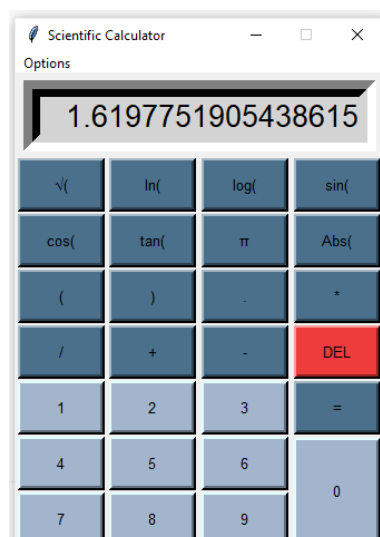 Scientific Calculator
Options
1.6197751905438615
√( ln( log( sin(
cos( tan( π Abs(
( ) . *
/ + - DEL
1 2 3 =
4 5 6
0
7 8 9